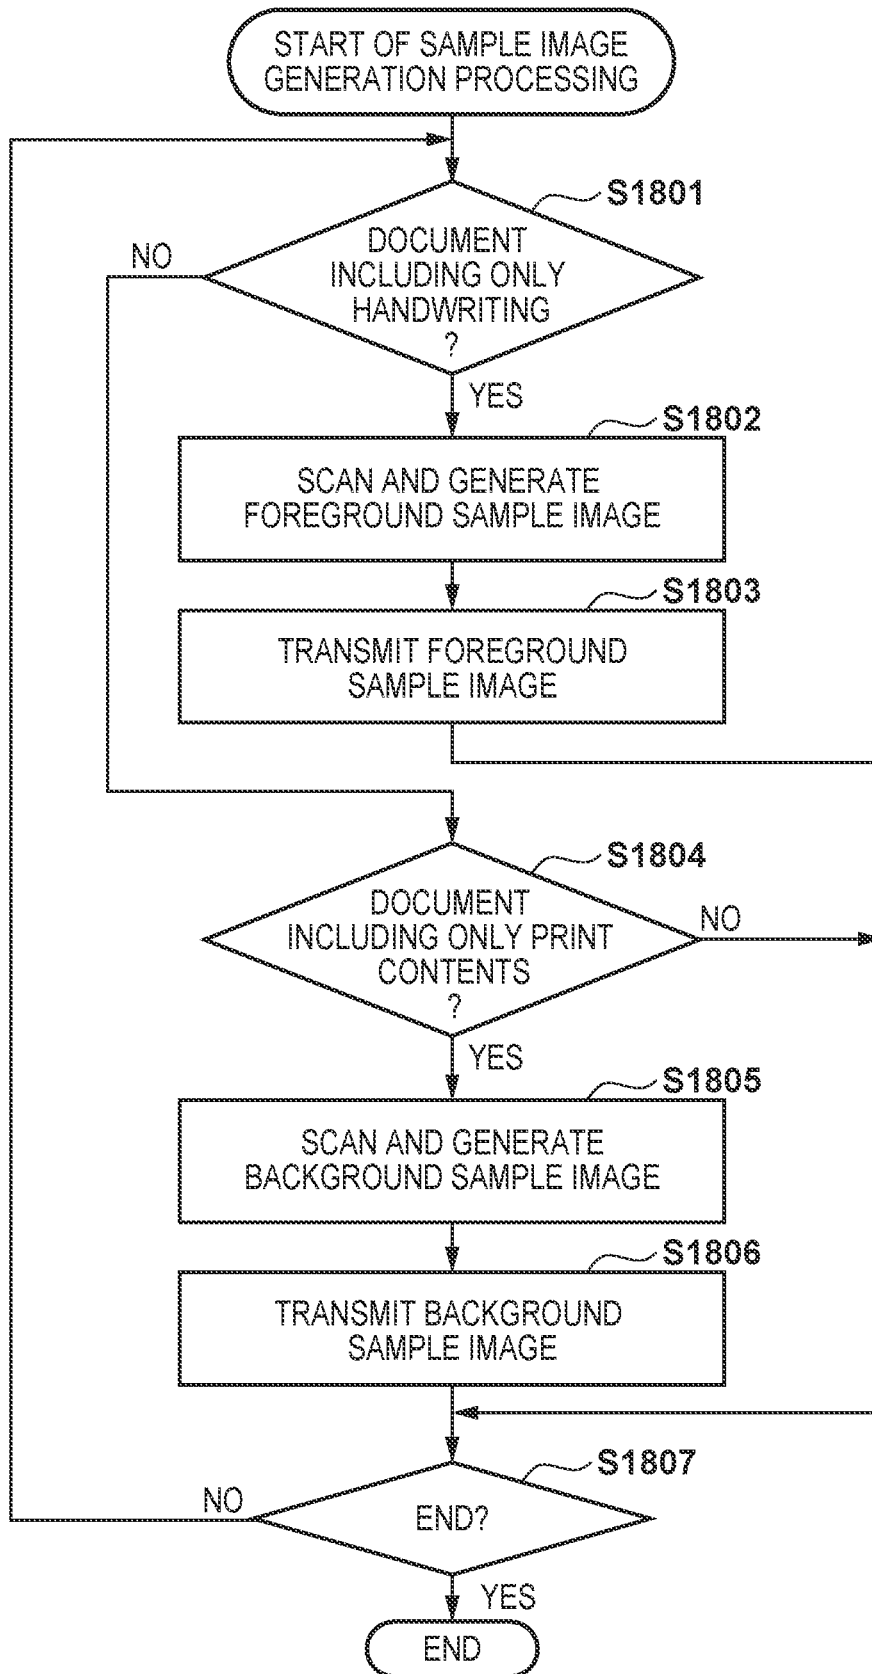 START OF SAMPLE IMAGE
GENERATION PROCESSING
S1801
DOCUMENT
INCLUDING ONLY
HANDWRITING
?
NO
YES
S1802
SCAN AND GENERATE
FOREGROUND SAMPLE IMAGE
S1803
TRANSMIT FOREGROUND
SAMPLE IMAGE
S1804
DOCUMENT
INCLUDING ONLY PRINT
CONTENTS
?
NO
YES
S1805
SCAN AND GENERATE
BACKGROUND SAMPLE IMAGE
S1806
TRANSMIT BACKGROUND
SAMPLE IMAGE
S1807
NO
END?
YES
END